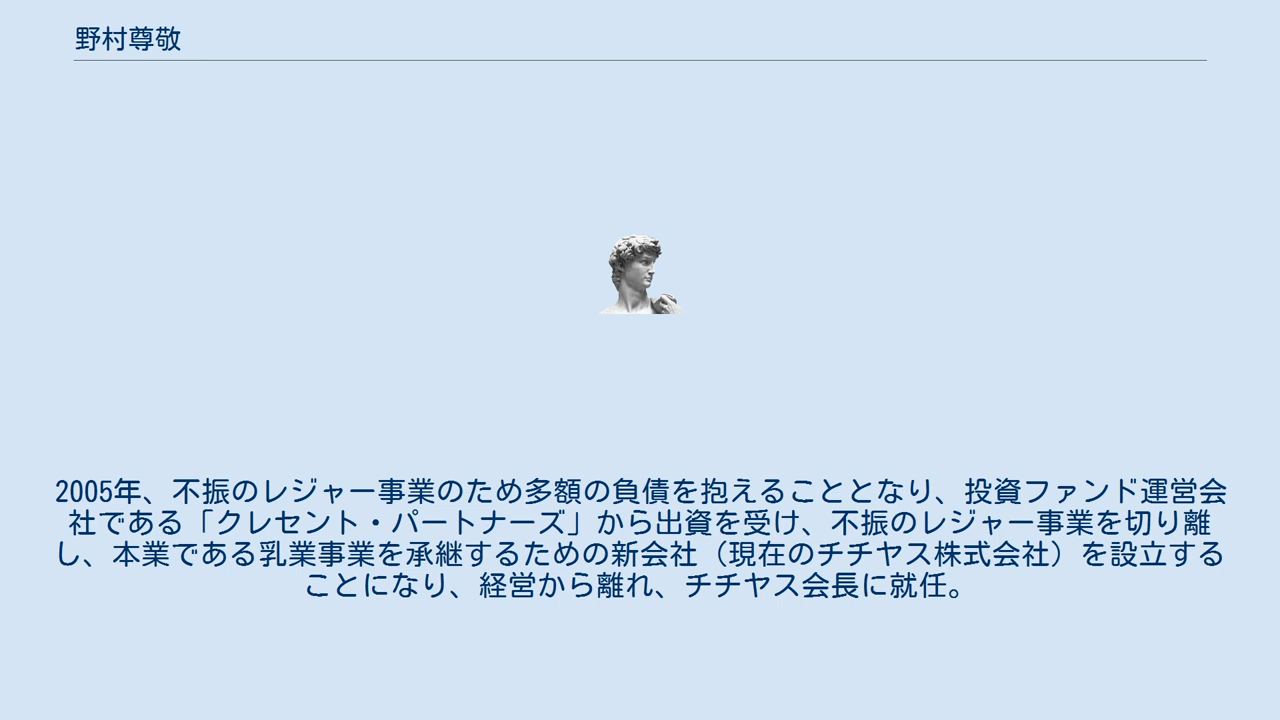 野村尊敬
2005年、不振のレジャー事業のため多額の負債を抱えることとなり、投資ファンド運営会
社である「クレセント・パートナーズ」から出資を受け、不振のレジャー事業を切り離
し、本業である乳業事業を承継するための新会社（現在のチチヤス株式会社）を設立する
ことになり、経営から離れ、チチヤス会長に就任。